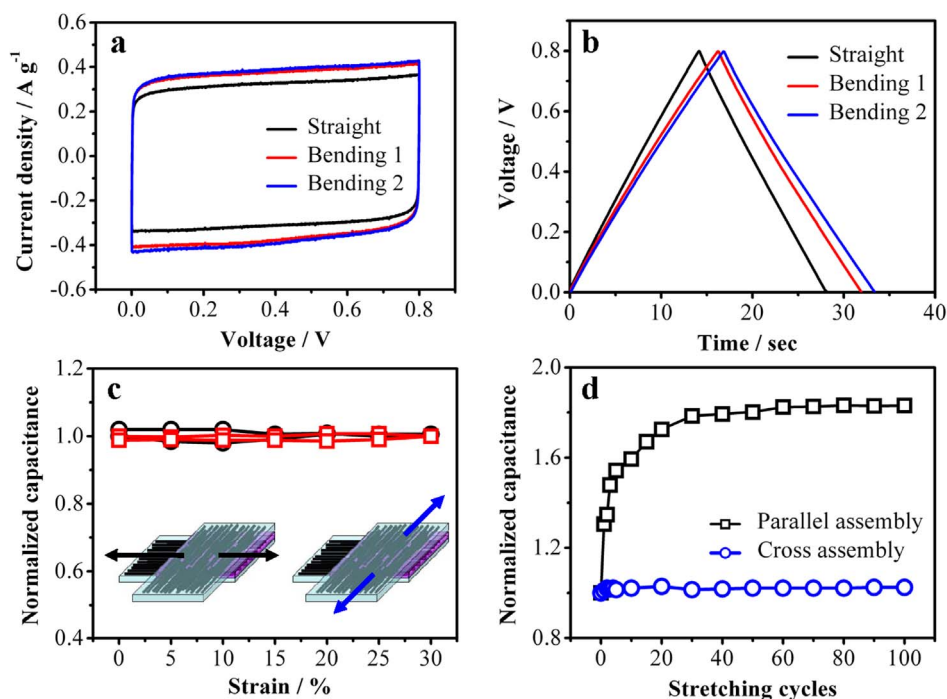 a
Current density / A g-1
0.6
0.4
0.2
0.0
-0.2
-0.4
-0.6
Straight
Bending 1
Bending 2
0.0
0.2
0.4
0.6
0.8
Voltage / V
b
Voltage / V
0.8
0.4
0.0
Straight
Bending 1
Bending 2
0
10
20
30
40
Time / sec
c
Normalized capacitance
1.2
1.0
0.8
0.6
0.4
0
5
10
15
20
25
30
Strain / %
d
Normalized capacitance
2.0
1.6
1.2
0.8
Parallel assembly
Cross assembly
0
20
40
60
80
100
Stretching cycles